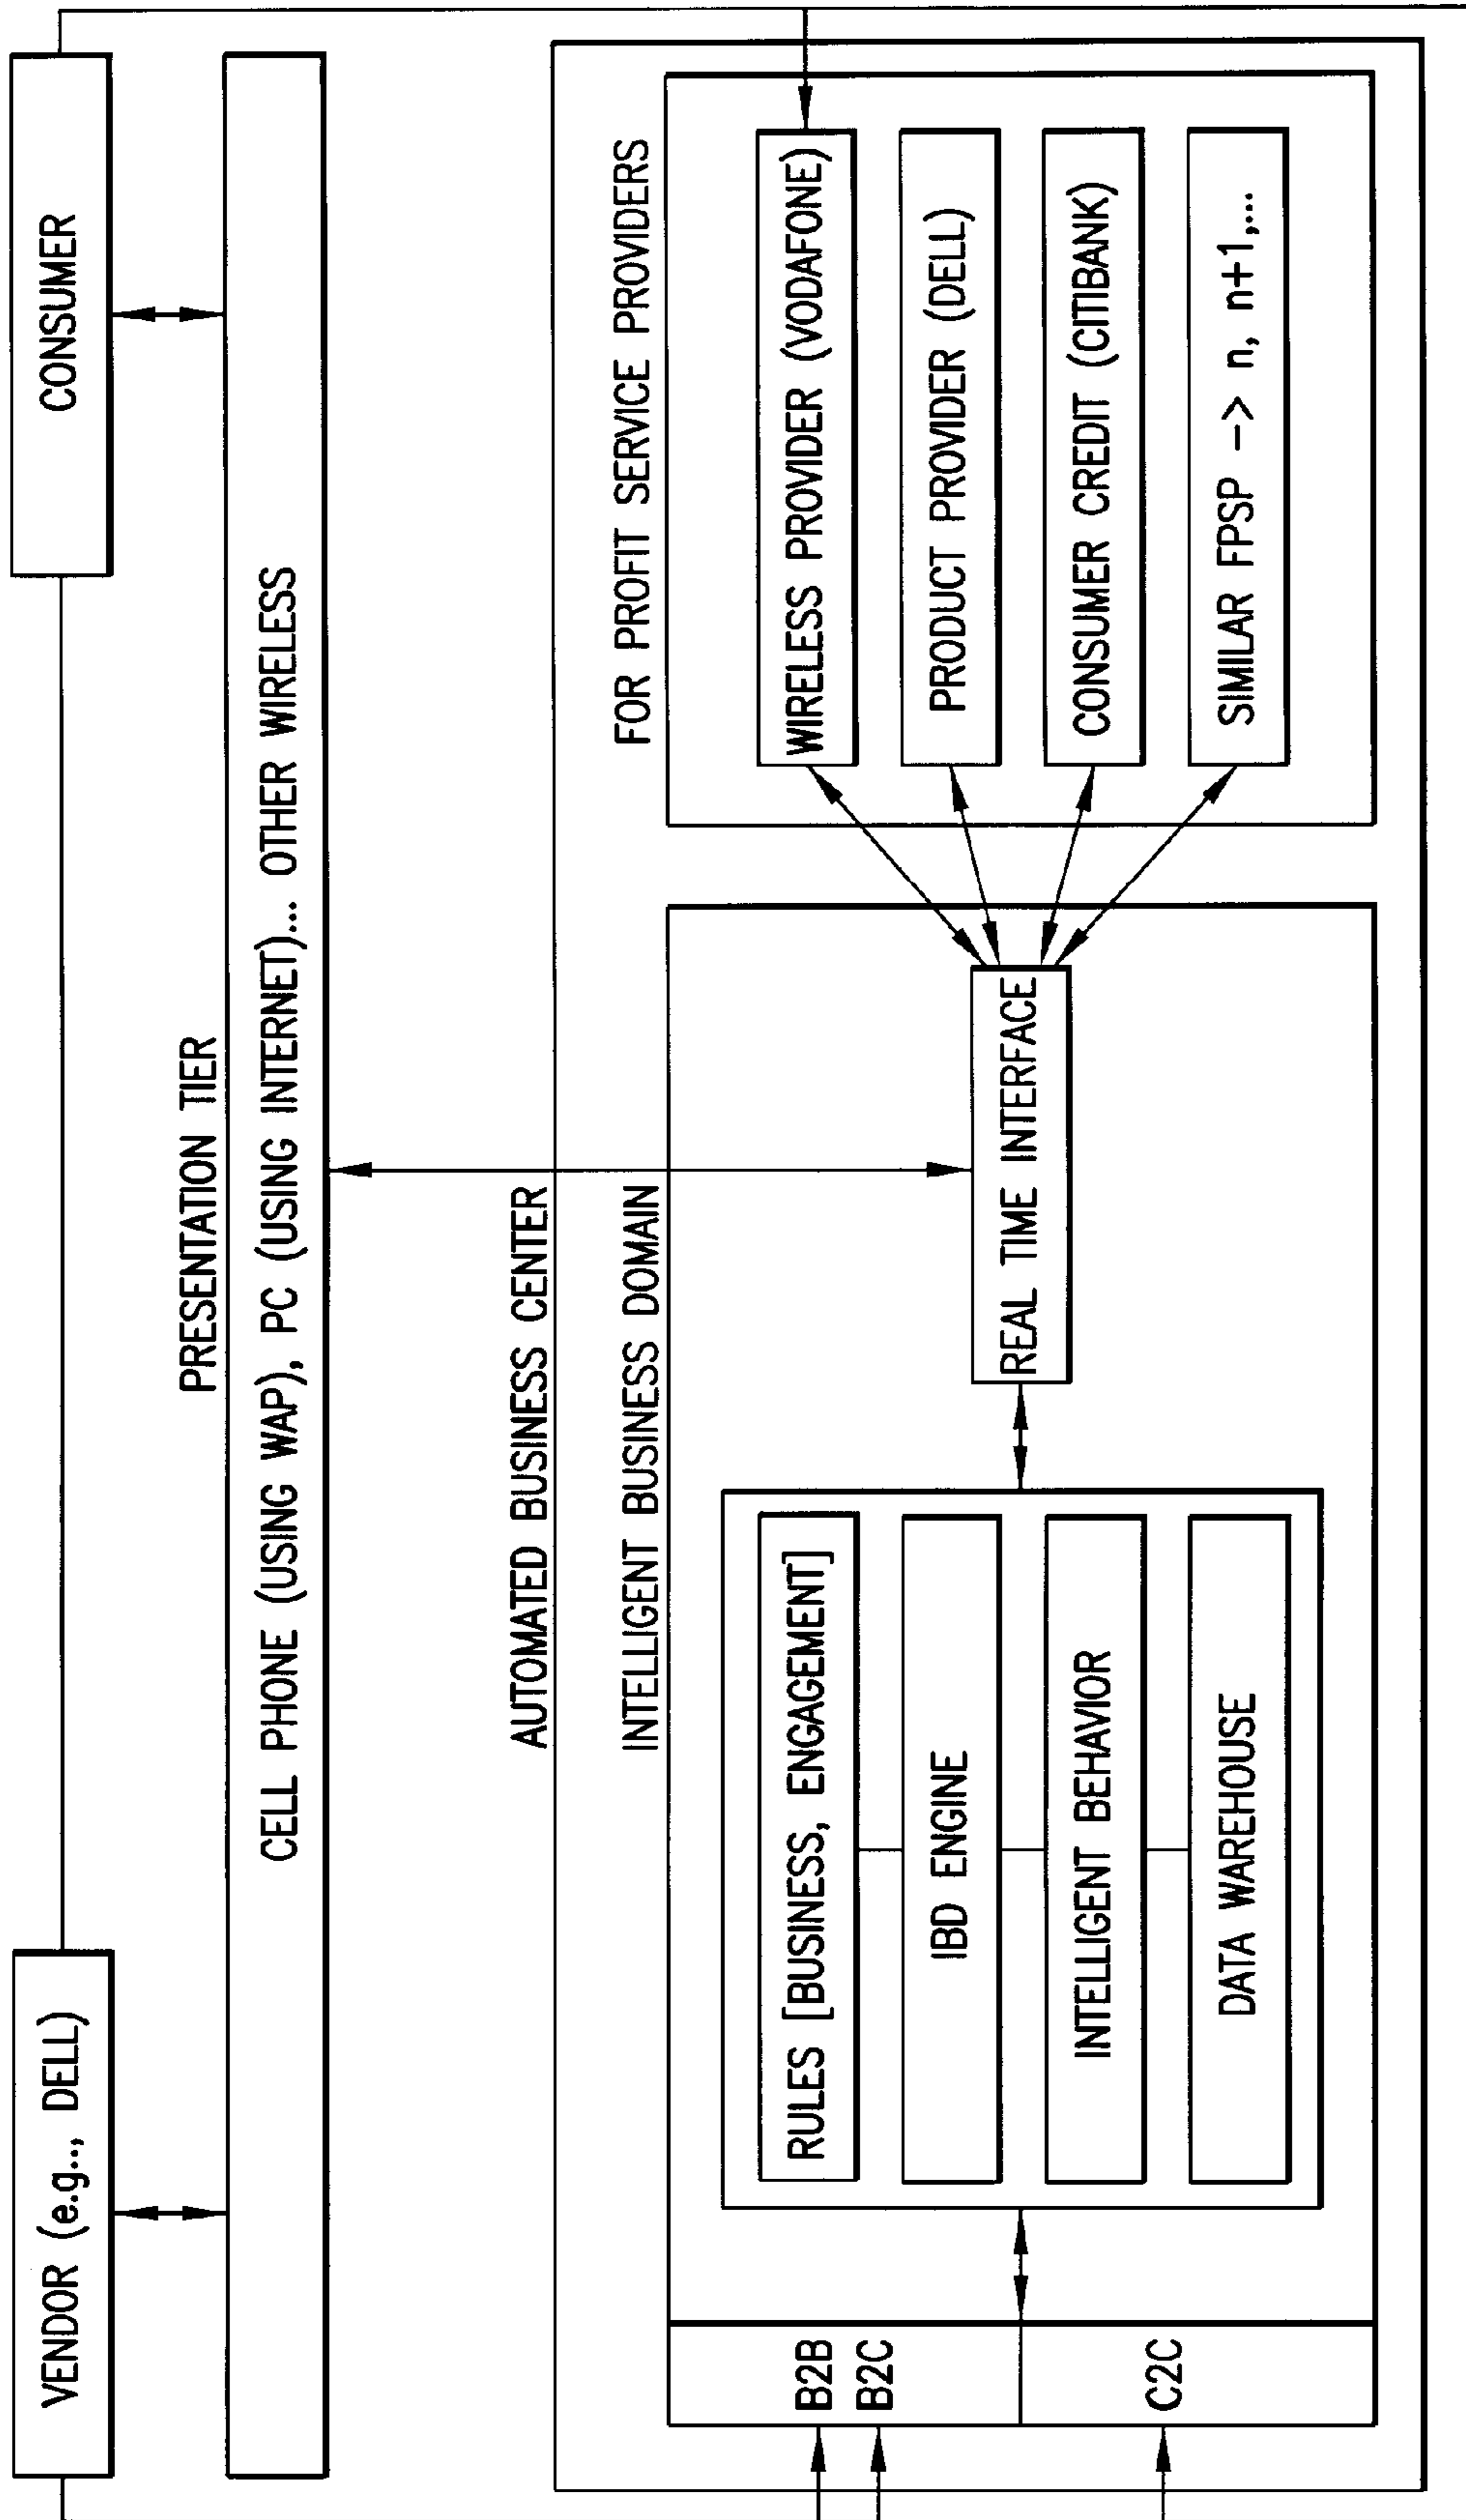 VENDOR (e.g.., DELL)
CONSUMER
PRESENTATION TIER
CELL PHONE (USING WAP). PC (USING INTERNET)... OTHER WIRELESS
AUTOMATED BUSINESS CENTER
INTELLIGENT BUSINESS DOMAIN
FOR PROFIT SERVICE PROVIDERS
B2B
B2C
C2C
RULES [BUSINESS, ENGAGEMENT]
IBD ENGINE
INTELLIGENT BEHAVIOR
DATA WAREHOUSE
REAL TIME INTERFACE
WIRELESS PROVIDER (VODAFONE)
PRODUCT PROVIDER (DELL)
CONSUMER CREDIT (CITIBANK)
SIMILAR FPSP -> n, n+1,...